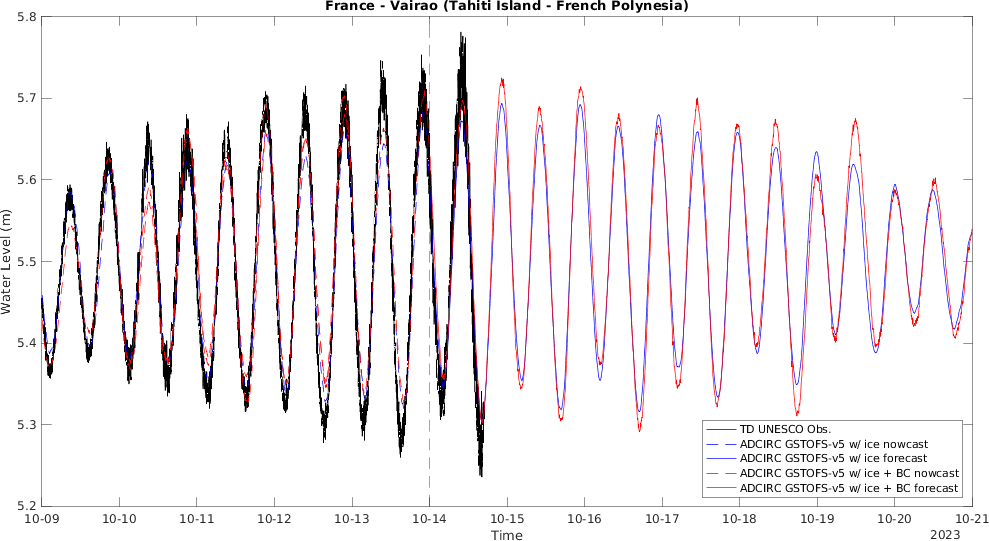 France - Vairao (Tahiti Island - French Polynesia)
5.8
5.7
5.6
5.5
5.4
5.3
5.2
Water Level (m)
TD UNESCO Obs.
ADCIRC GSTOFS-v5 w/ ice nowcast
ADCIRC GSTOFS-v5 w/ ice forecast
ADCIRC GSTOFS-v5 w/ ice + BC nowcast
ADCIRC GSTOFS-v5 w/ ice + BC forecast
10-09 10-10 10-11 10-12 10-13 10-14 10-15 10-16 10-17 10-18 10-19 10-20 10-21
Time
2023